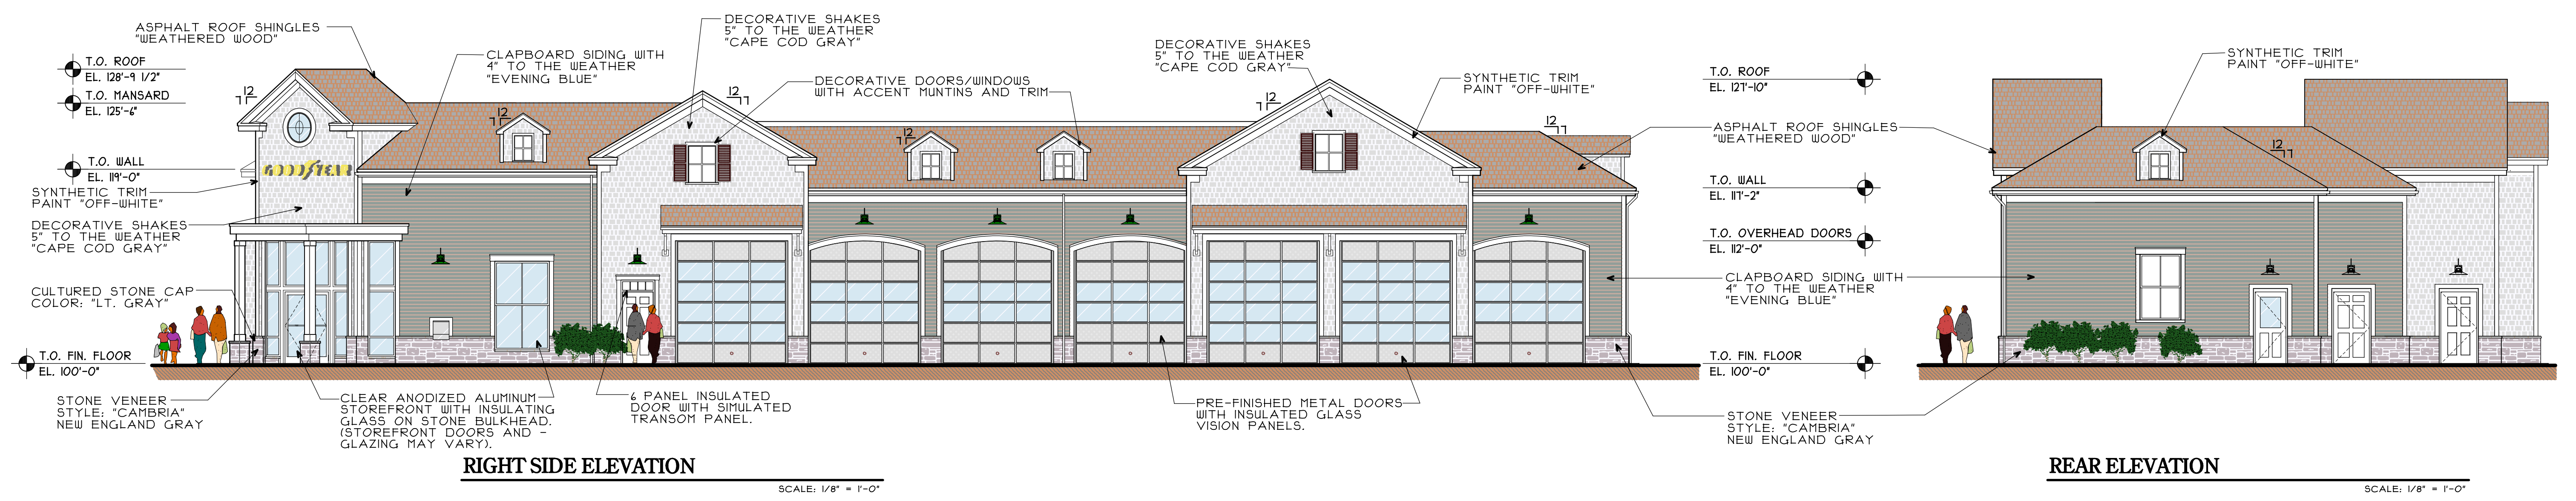 ASPHALT ROOF SHINGLES
"WEATHERED WOOD"
T.O. ROOF
EL. 128'-9 1/2"
T.O. MANSARD
EL. 125'-6"
T.O. WALL
EL. 119'-0"
SYNTHETIC TRIM
PAINT "OFF-WHITE"
DECORATIVE SHAKES
5" TO THE WEATHER
"CAPE COD GRAY"
CULTURED STONE CAP
COLOR: "LT. GRAY"
T.O. FIN. FLOOR
EL. 100'-0"
STONE VENEER
STYLE: "CAMBRIA"
NEW ENGLAND GRAY
12
GOODYEAR
CLAPBOARD SIDING WITH
4" TO THE WEATHER
"EVENING BLUE"
12
DECORATIVE SHAKES
5" TO THE WEATHER
"CAPE COD GRAY"
12
DECORATIVE DOORS/WINDOWS
WITH ACCENT MUNTINS AND TRIM
12
DECORATIVE SHAKES
5" TO THE WEATHER
"CAPE COD GRAY"
12
SYNTHETIC TRIM
PAINT "OFF-WHITE"
12
CLEAR ANODIZED ALUMINUM
STOREFRONT WITH INSULATING
GLASS ON STONE BULKHEAD.
(STOREFRONT DOORS AND -
GLAZING MAY VARY).
6 PANEL INSULATED
DOOR WITH SIMULATED
TRANSOM PANEL.
PRE-FINISHED METAL DOORS
WITH INSULATED GLASS
VISION PANELS.
RIGHT SIDE ELEVATION
SCALE: 1/8" = 1'-0"
T.O. ROOF
EL. 127'-10"
ASPHALT ROOF SHINGLES
"WEATHERED WOOD"
T.O. WALL
EL. 117'-2"
T.O. OVERHEAD DOORS
EL. 112'-0"
CLAPBOARD SIDING WITH
4" TO THE WEATHER
"EVENING BLUE"
T.O. FIN. FLOOR
EL. 100'-0"
STONE VENEER
STYLE: "CAMBRIA"
NEW ENGLAND GRAY
SYNTHETIC TRIM
PAINT "OFF-WHITE"
12
REAR ELEVATION
SCALE: 1/8" = 1'-0"